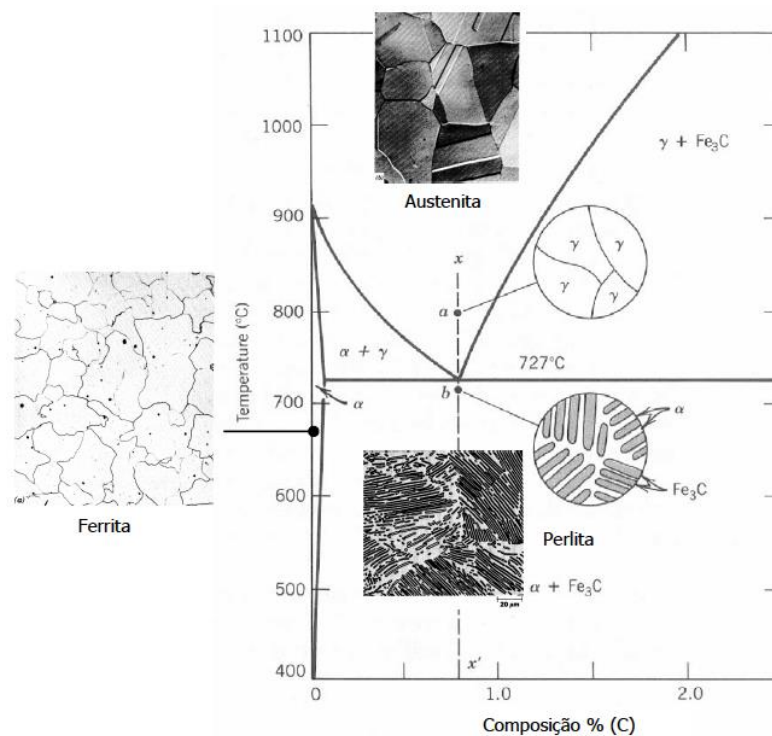 1100
1000
900
800
700
600
500
400
Temperature (°C)
Austenita
γ + Fe₃C
γ
γ
γ
γ
x
a
α + γ
727°C
α
b
α
Fe₃C
(a)
Ferrita
Perlita
20 μm
α + Fe₃C
x'
0
1.0
2.0
Composição % (C)